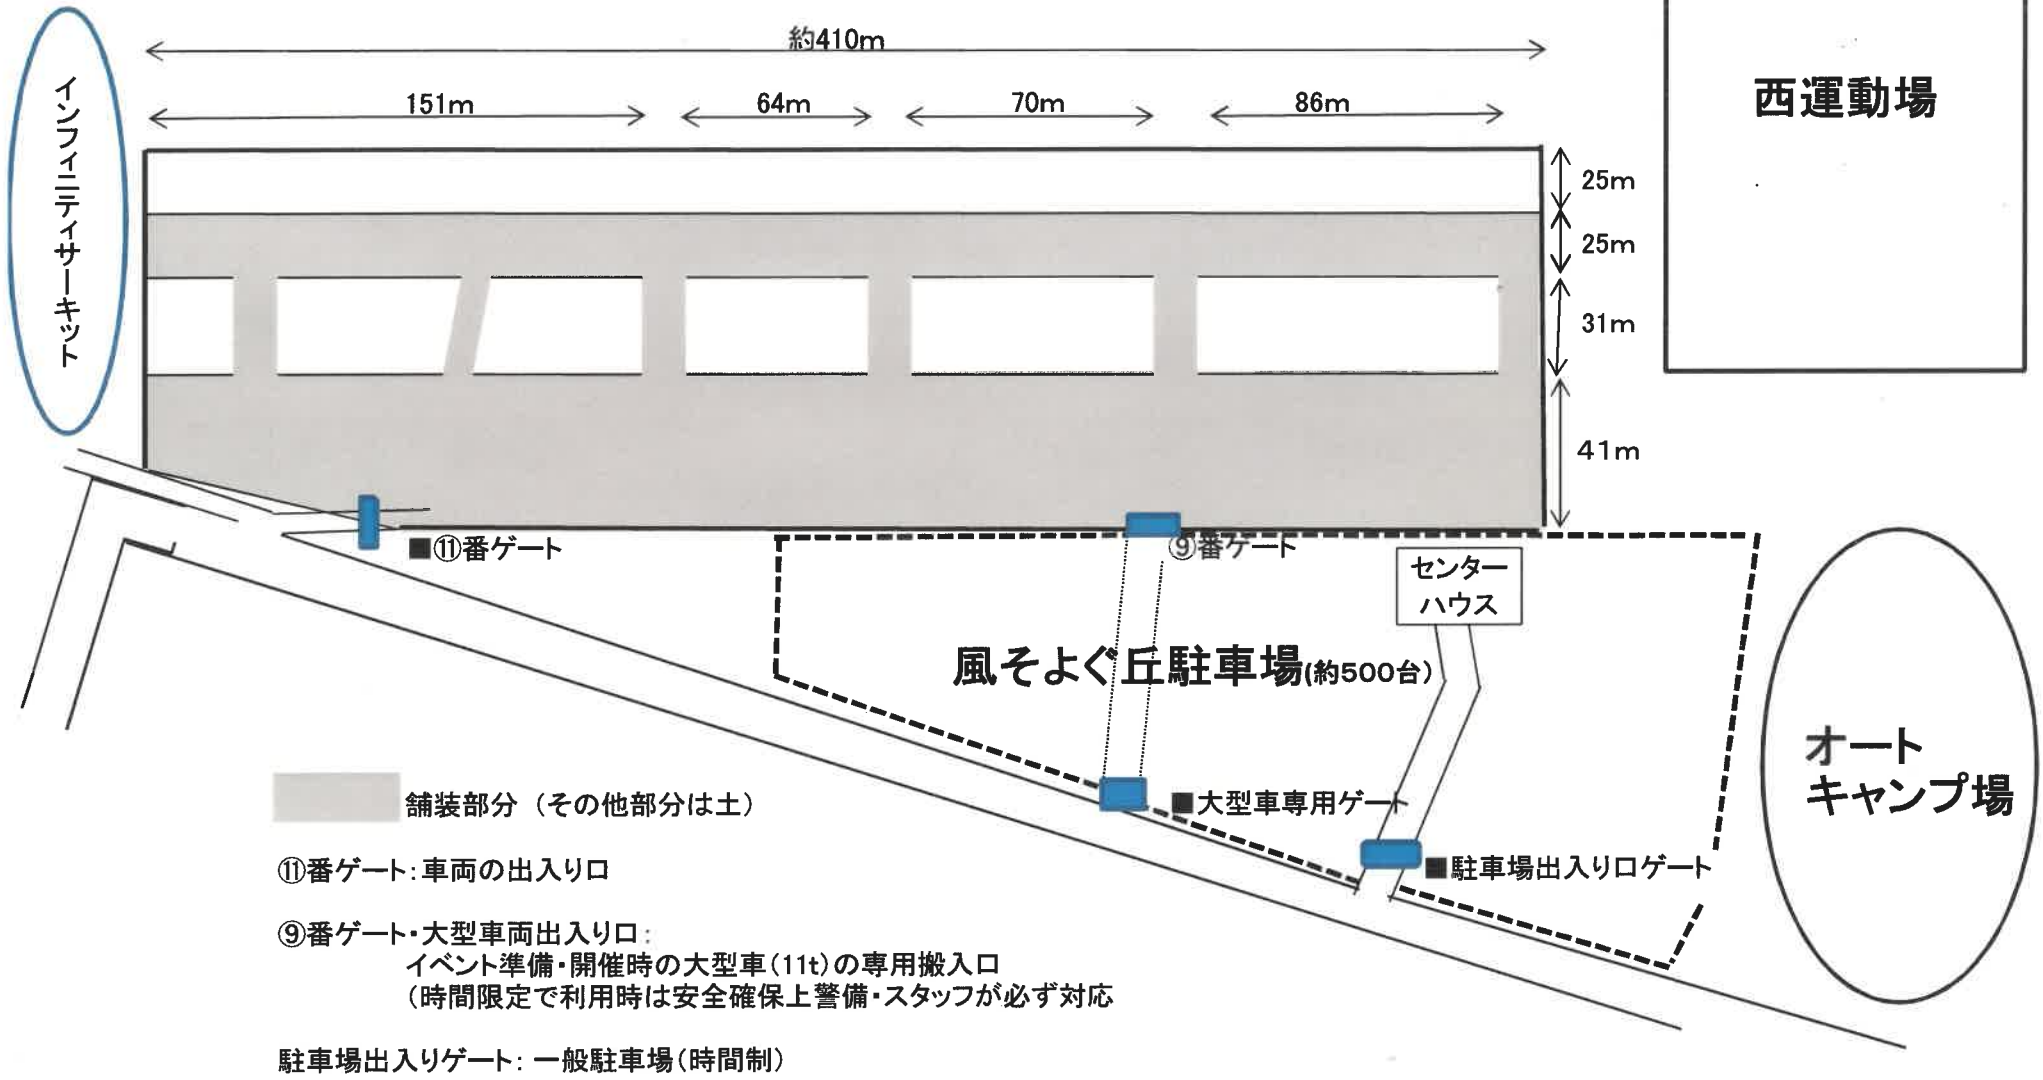 約410m
151m
64m
70m
86m
西運動場
インフィニティサーキット
25m
25m
31m
41m
■⑪番ゲート
⑨番ゲート
センター
ハウス
風そよぐ丘駐車場(約500台)
オート
キャンプ場
■大型車専用ゲート
■駐車場出入り口ゲート
舗装部分（その他部分は土）
⑪番ゲート：車両の出入り口
⑨番ゲート・大型車両出入り口：
イベント準備・開催時の大型車（11t）の専用搬入口
（時間限定で利用時は安全確保上警備・スタッフが必ず対応
駐車場出入りゲート：一般駐車場（時間制）